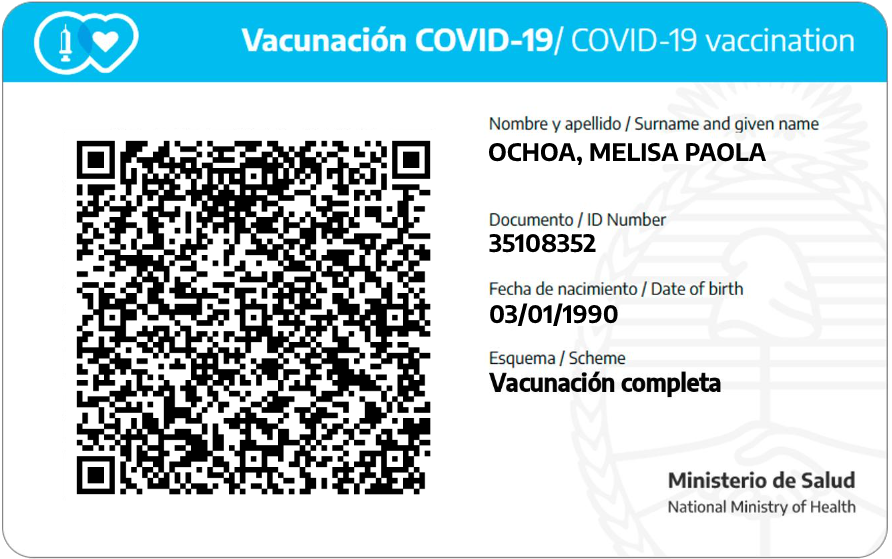 Vacunación COVID-19/ COVID-19 vaccination
Nombre y apellido / Surname and given name
OCHOA, MELISA PAOLA
Documento / ID Number
35108352
Fecha de nacimiento / Date of birth
03/01/1990
Esquema / Scheme
Vacunación completa
Ministerio de Salud
National Ministry of Health